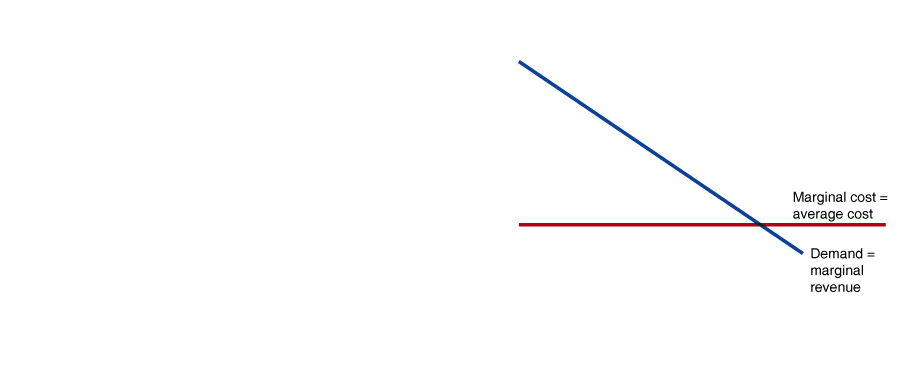 Marginal cost =
average cost
Demand =
marginal
revenue